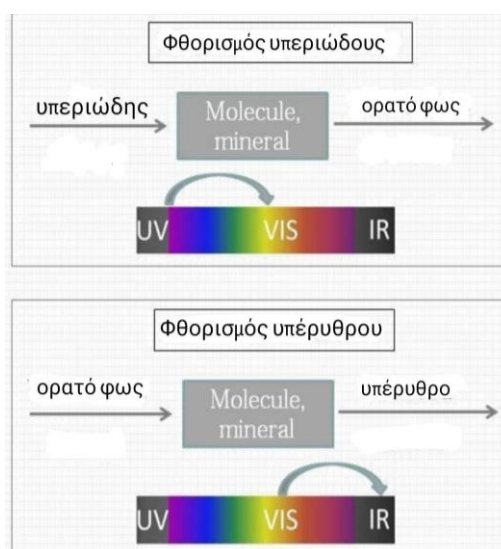 Φθορισμός υπεριώδους
υπεριώδης
Molecule,
mineral
ορατό φως
UV VIS IR
Φθορισμός υπέρυθρου
ορατό φως
Molecule,
mineral
υπέρυθρο
UV VIS IR